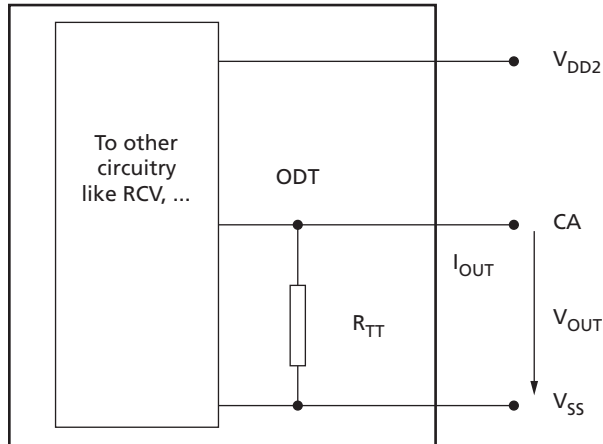 V_DD2
To other
circuitry
like RCV, ...
ODT
CA
I_OUT
R_TT
V_OUT
V_SS